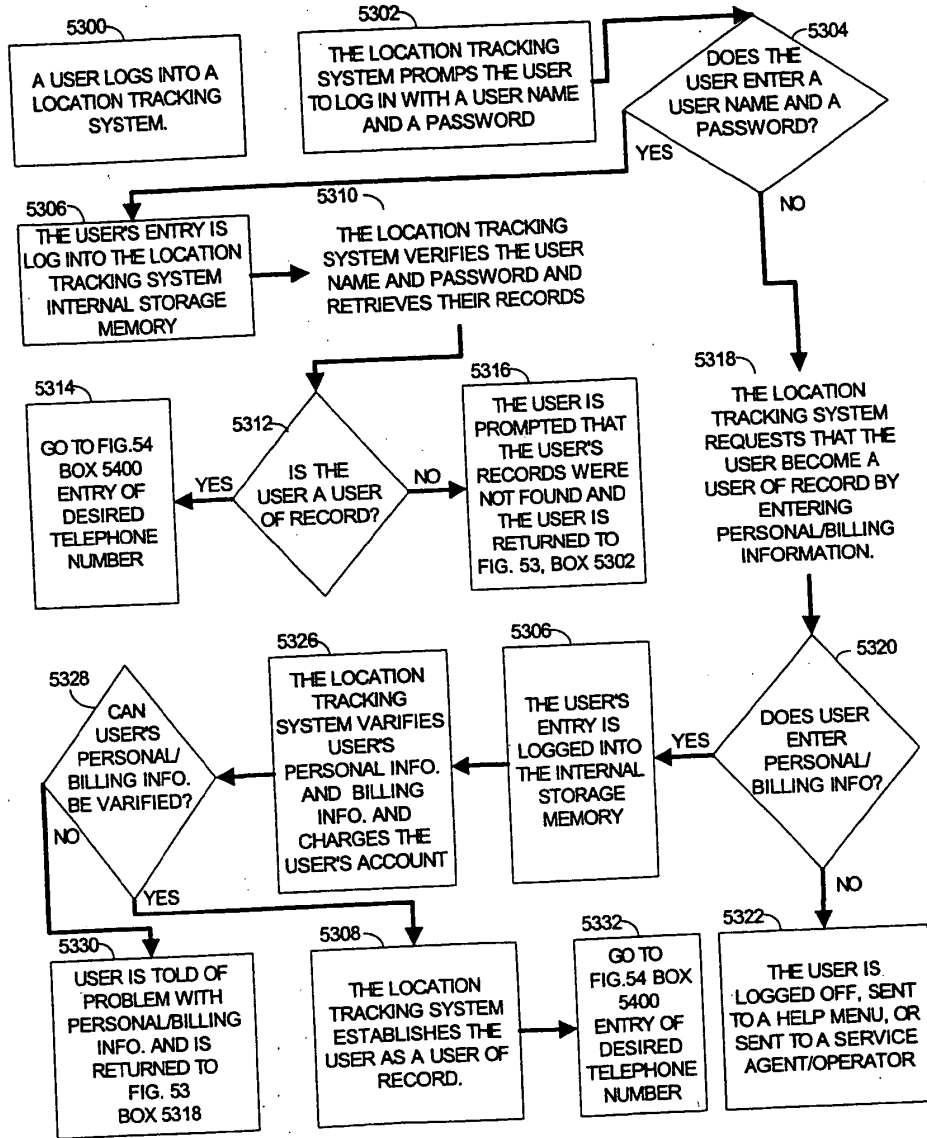 5300
A USER LOGS INTO A
LOCATION TRACKING
SYSTEM.
5302
THE LOCATION TRACKING
SYSTEM PROMPS THE USER
TO LOG IN WITH A USER NAME
AND A PASSWORD
5304
DOES THE
USER ENTER A
USER NAME AND A
PASSWORD?
YES
NO
5306
THE USER'S ENTRY IS
LOG INTO THE LOCATION
TRACKING SYSTEM
INTERNAL STORAGE
MEMORY
5310
THE LOCATION TRACKING
SYSTEM VERIFIES THE USER
NAME AND PASSWORD AND
RETRIEVES THEIR RECORDS
5314
GO TO FIG.54
BOX 5400
ENTRY OF
DESIRED
TELEPHONE
NUMBER
5312
IS THE
USER A USER
OF RECORD?
YES
NO
5316
THE USER IS
PROMPTED THAT
THE USER'S
RECORDS WERE
NOT FOUND AND
THE USER IS
RETURNED TO
FIG. 53, BOX 5302
5318
THE LOCATION
TRACKING SYSTEM
REQUESTS THAT THE
USER BECOME A
USER OF RECORD BY
ENTERING
PERSONAL/BILLING
INFORMATION.
5328
CAN
USER'S
PERSONAL/
BILLING INFO.
BE VARIFIED?
NO
YES
5326
THE LOCATION
TRACKING
SYSTEM VARIFIES
USER'S
PERSONAL INFO.
AND BILLING
INFO. AND
CHARGES THE
USER'S ACCOUNT
5306
THE USER'S
ENTRY IS
LOGGED INTO
THE INTERNAL
STORAGE
MEMORY
5320
DOES USER
ENTER
PERSONAL/
BILLING INFO?
YES
NO
5330
USER IS TOLD OF
PROBLEM WITH
PERSONAL/BILLING
INFO. AND IS
RETURNED TO
FIG. 53
BOX 5318
5308
THE LOCATION
TRACKING SYSTEM
ESTABLISHES THE
USER AS A USER OF
RECORD.
5332
GO TO
FIG.54 BOX
5400
ENTRY OF
DESIRED
TELEPHONE
NUMBER
5322
THE USER IS
LOGGED OFF, SENT
TO A HELP MENU, OR
SENT TO A SERVICE
AGENT/OPERATOR